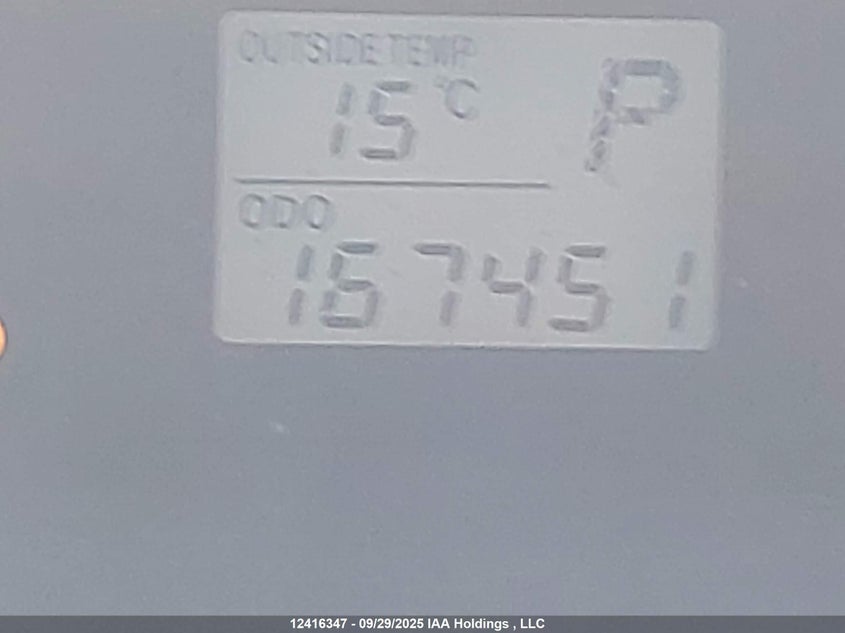 OUTSIDE TEMP
15 °C P
ODO
167451
12416347 - 09/29/2025 IAA Holdings , LLC